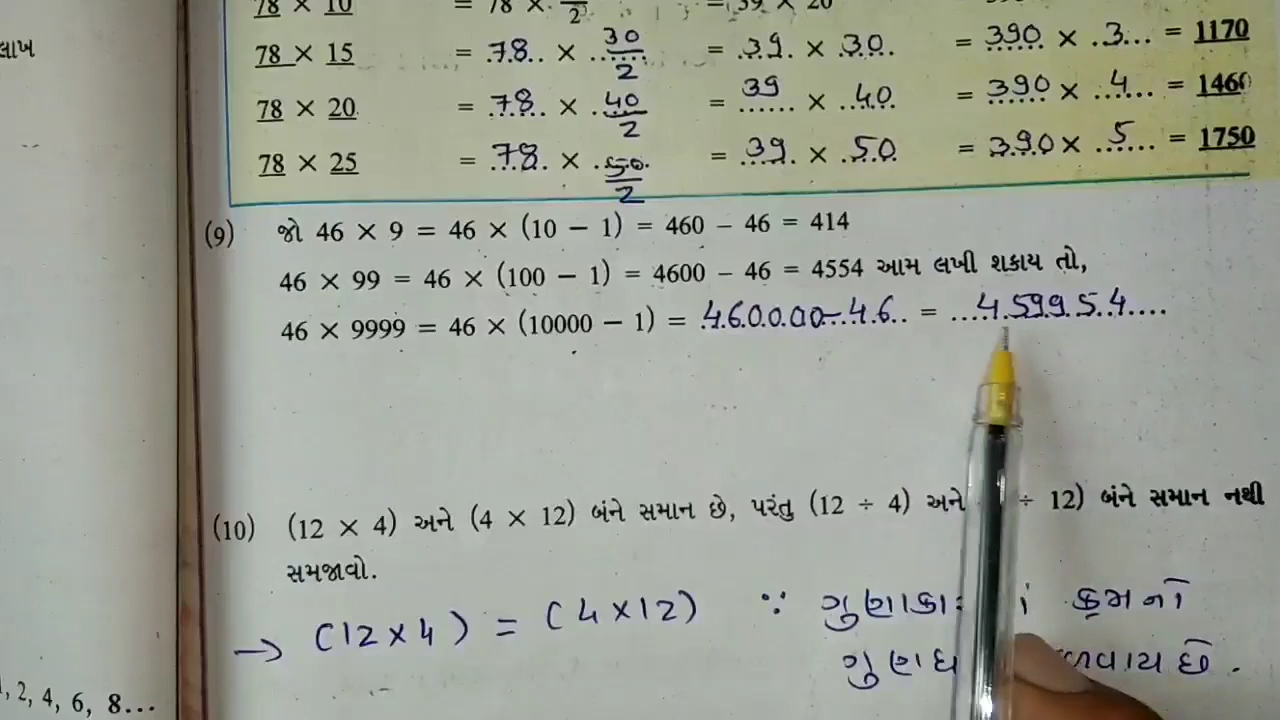 લાખ
78 × 10 = 78 × 2 = 39 × 20
78 × 15 = 78 × 30/2 = 39 × 30 = 390 × 3 = 1170
78 × 20 = 78 × 40/2 = 39 × 40 = 390 × 4 = 1460
78 × 25 = 78 × 50/2 = 39 × 50 = 390 × 5 = 1750
(9) જો 46 × 9 = 46 × (10 − 1) = 460 − 46 = 414
46 × 99 = 46 × (100 − 1) = 4600 − 46 = 4554 આમ લખી શકાય તો,
46 × 9999 = 46 × (10000 − 1) = 460000 − 46 = 459954
(10) (12 × 4) અને (4 × 12) બંને સમાન છે, પરંતુ (12 ÷ 4) અને ÷ 12) બંને સમાન નથી
સમજાવો.
→ (12 × 4) = (4 × 12) ∵ ક્રમનો
, 2, 4, 6, 8...